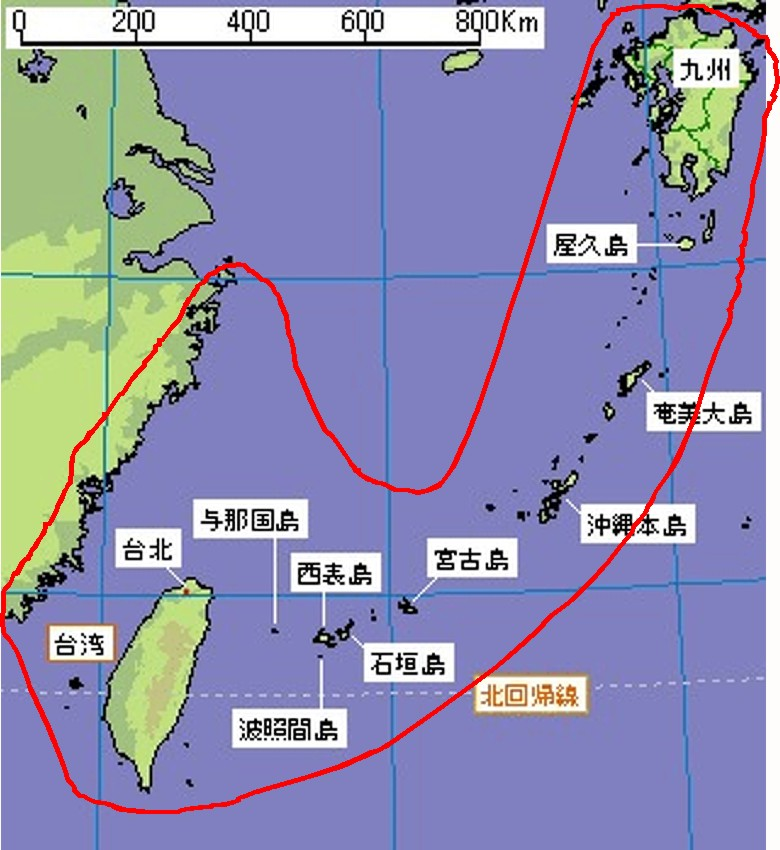 0 200 400 600 800Km
九州
屋久島
奄美大島
沖縄本島
与那国島
台北
西表島
宮古島
台湾
石垣島
北回帰線
波照間島